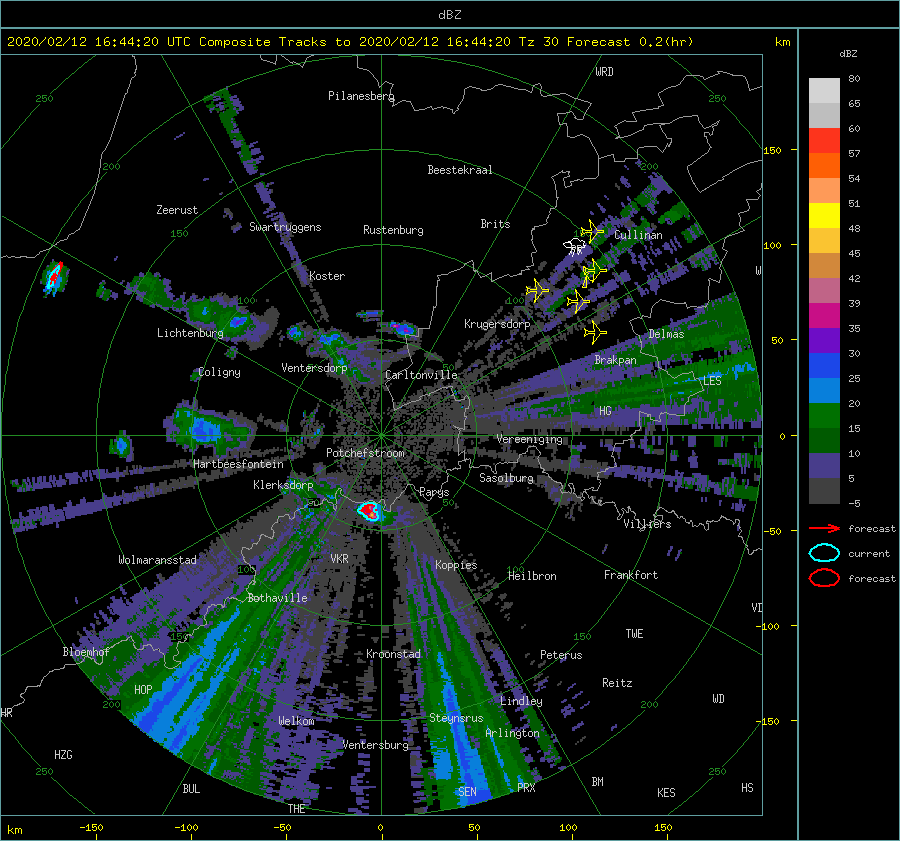 dBZ
2020/02/12 16:44:20 UTC Composite Tracks to 2020/02/12 16:44:20 Tz 30 Forecast 0.2(hr)
km
dBZ
WRD
80
250
Pilanesberg
250
65
60
150
57
200
Beestekraal
200
54
Zeerust
51
Swartruggens
Rustenburg
Brits
150
Cullinan
48
100
45
Koster
W
42
100
100
39
Lichtenburg
Krugersdorp
Delmas
35
50
30
Ventersdorp
Carltonville
Brakpan
Coligny
LES
25
HG
20
Vereeniging
0
15
Potchefstroom
10
Hartbeesfontein
Sasolburg
5
Klerksdorp
Parys
50
50
-5
Villiers
-50
forecast
Wolmaransstad
VKR
Koppies
current
100
Heilbron
100
Frankfort
forecast
Bothaville
VI
-100
150
150
TWE
Bloemhof
Kroonstad
Peterus
HOP
Reitz
200
Lindley
200
WD
HR
Welkom
Steynsrus
-150
Arlington
HZG
Ventersburg
250
250
BUL
SEN
PRX
BM
KES
HS
THE
km
-150
-100
-50
0
50
100
150